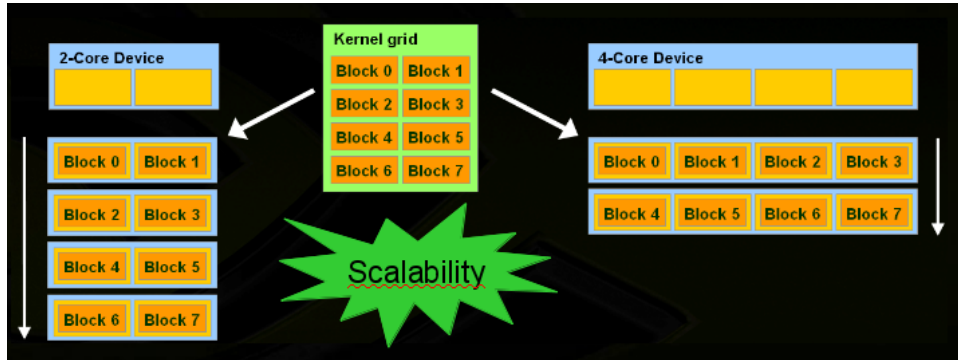 2-Core Device
Kernel grid
Block 0 Block 1
Block 2 Block 3
Block 4 Block 5
Block 6 Block 7
4-Core Device
Block 0 Block 1
Block 2 Block 3
Block 4 Block 5
Block 6 Block 7
Block 0 Block 1 Block 2 Block 3
Block 4 Block 5 Block 6 Block 7
Scalability